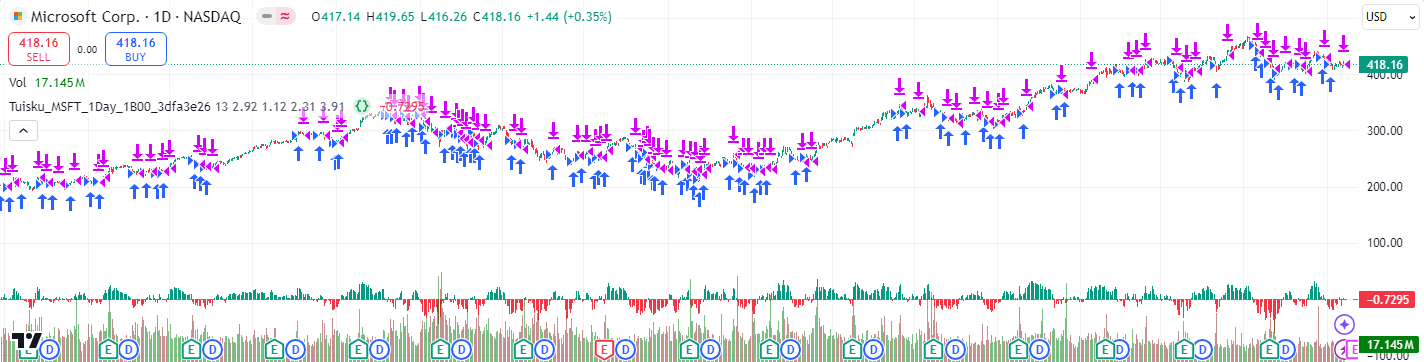 Microsoft Corp. · 1D · NASDAQ
O417.14 H419.65 L416.26 C418.16 +1.44 (+0.35%)
USD
418.16
SELL
0.00
418.16
BUY
418.16
400.00
Vol 17.145M
Tuisku_MSFT_1Day_1B00_3dfa3e26 13 2.92 1.12 2.31 3.91 {} −0.7295
300.00
200.00
100.00
−0.7295
17.145M
−100.00
E D E D E D E D E D E D E D E D E D E D E D E D E D E D E D E D E